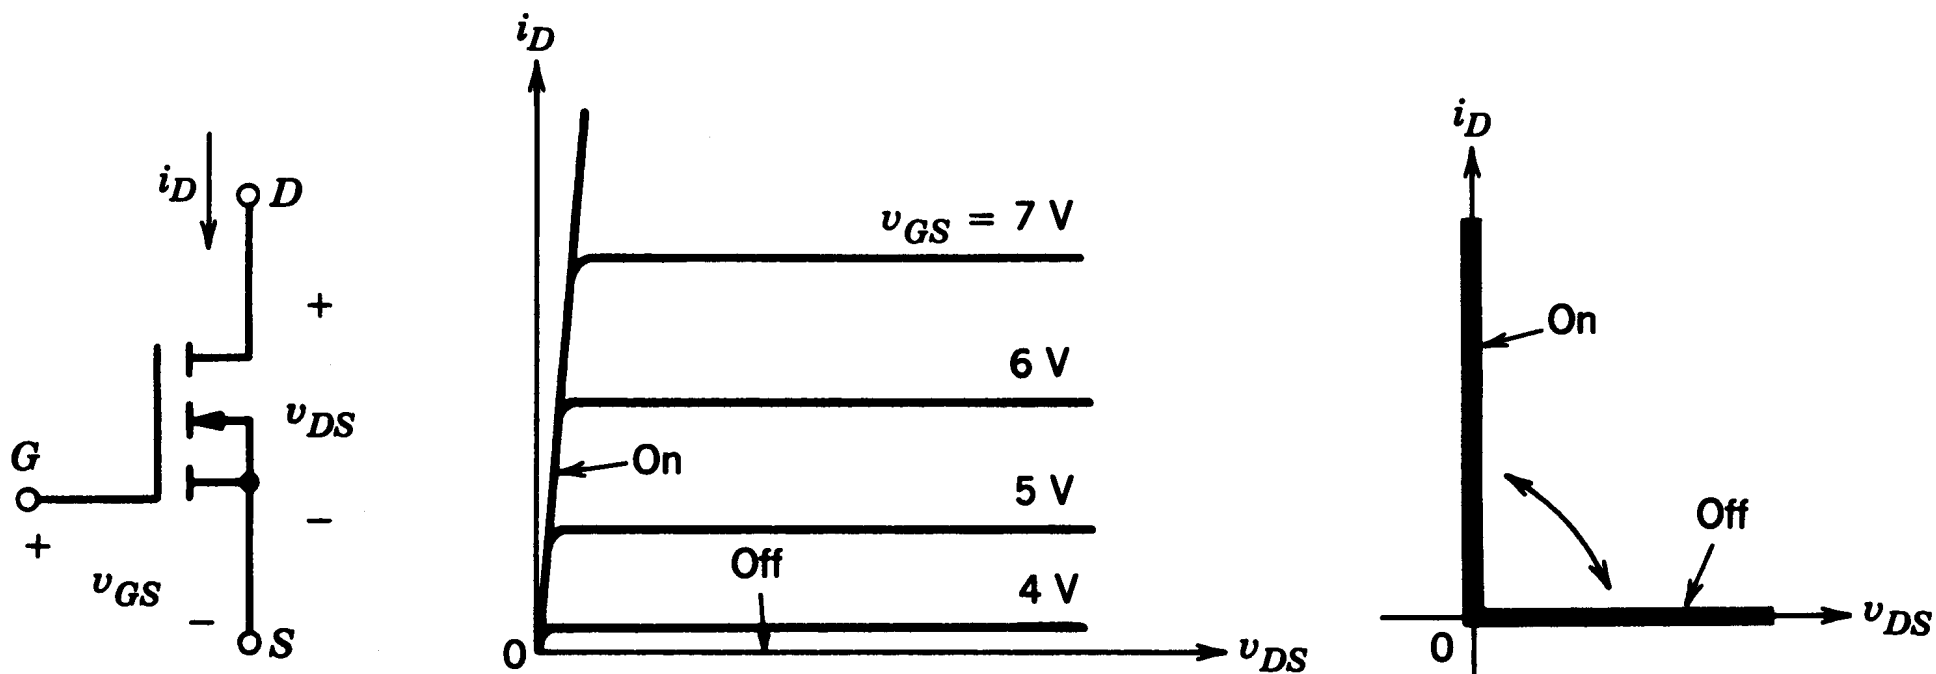 i_D
D
+
v_DS
−
G
+
v_GS
−
S
i_D
v_GS = 7 V
6 V
On
5 V
Off
4 V
0
v_DS
i_D
On
Off
0
v_DS